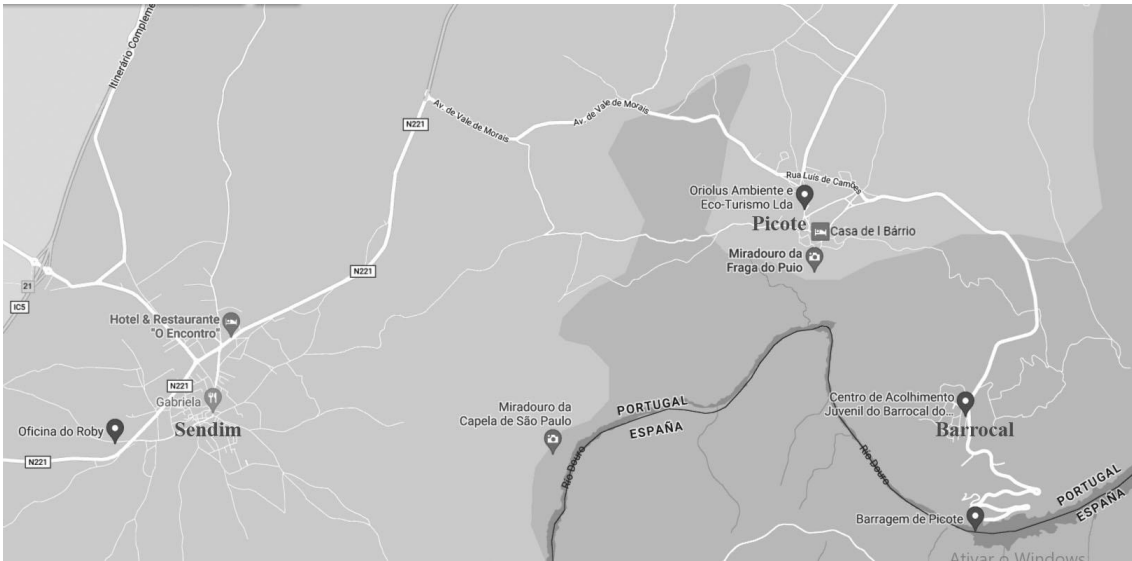 Itinerário Compleme
N221
Av. de Vale de Morais
Av. de Vale de Morais
Rua Luis de Camões
Oriolus Ambiente e
Eco-Turismo Lda
Picote
Casa de l Bárrio
Miradouro da
Fraga do Puio
N221
21
IC5
Hotel & Restaurante
"O Encontro"
N221
Gabriela
Oficina do Roby
Sendim
N221
Miradouro da
Capela de São Paulo
PORTUGAL
ESPAÑA
Rio Douro
Rio Douro
Centro de Acolhimento
Juvenil do Barrocal do...
Barrocal
PORTUGAL
ESPAÑA
Barragem de Picote
Ativar o Windows